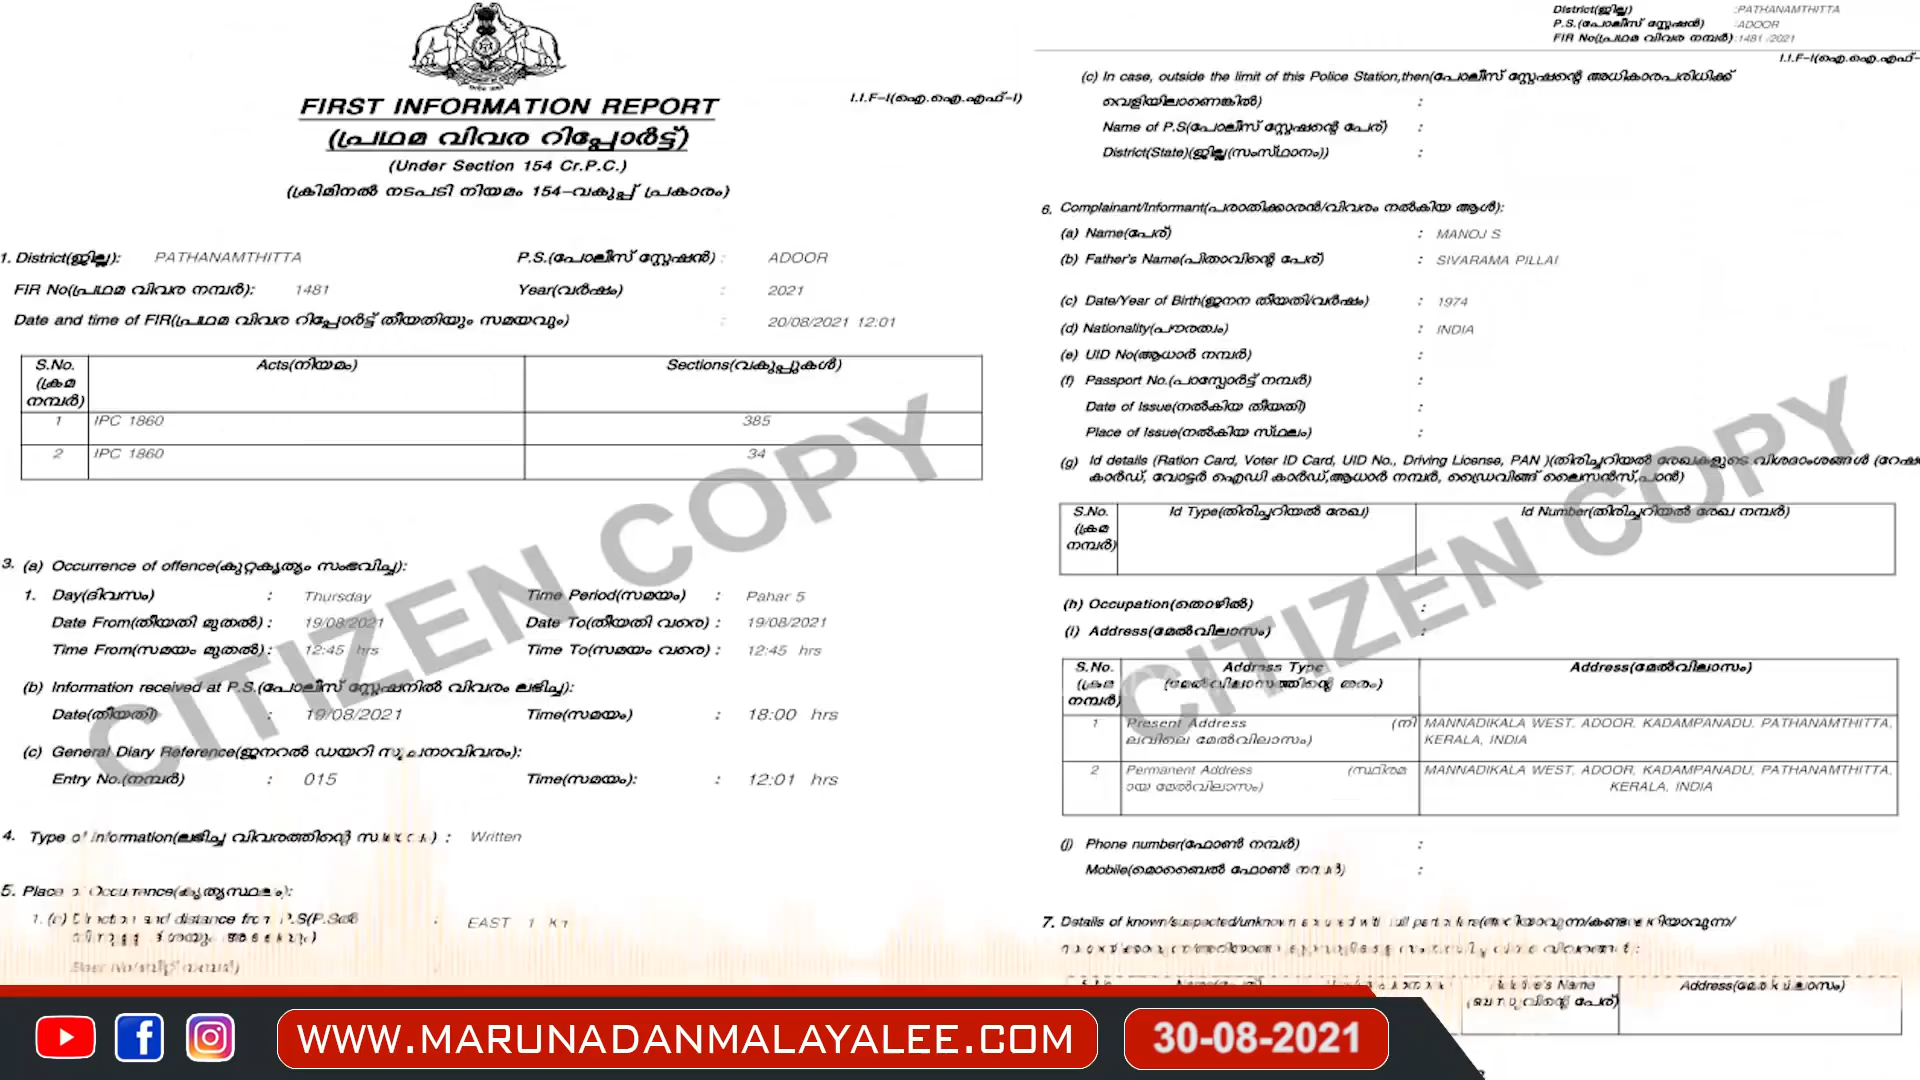 FIRST INFORMATION REPORT
(പ്രഥമ വിവര റിപ്പോർട്ട്)
(Under Section 154 Cr.P.C.)
(ക്രിമിനൽ നടപടി നിയമം 154-വകുപ്പ് പ്രകാരം)
I.I.F-I(ഐ.ഐ.എഫ്-I)
1. District(ജില്ല): PATHANAMTHITTA P.S.(പോലീസ് സ്റ്റേഷൻ) : ADOOR
FIR No(പ്രഥമ വിവര നമ്പർ): 1481 Year(വർഷം) : 2021
Date and time of FIR(പ്രഥമ വിവര റിപ്പോർട്ട് തീയതിയും സമയവും) : 20/08/2021 12:01
S.No. Acts(നിയമം) Sections(വകുപ്പുകൾ)
(ക്രമ
നമ്പർ)
1 IPC 1860 385
2 IPC 1860 34
3. (a) Occurrence of offence(കുറ്റകൃത്യം സംഭവിച്ച):
1. Day(ദിവസം) : Thursday Time Period(സമയം) : Pahar 5
Date From(തീയതി മുതൽ) : 19/08/2021 Date To(തീയതി വരെ) : 19/08/2021
Time From(സമയം മുതൽ) : 12:45 hrs Time To(സമയം വരെ) : 12:45 hrs
(b) Information received at P.S.(പോലീസ് സ്റ്റേഷനിൽ വിവരം ലഭിച്ച):
Date(തീയതി) : 19/08/2021 Time(സമയം) : 18:00 hrs
(c) General Diary Reference(ജനറൽ ഡയറി സൂചനാവിവരം):
Entry No.(നമ്പർ) : 015 Time(സമയം): : 12:01 hrs
4. Type of Information(ലഭിച്ച വിവരത്തിന്റെ : Written
5. Place of Occurrence(കൃത്യസ്ഥലം):
1. (a) Direction and distance from P.S(P.Sൽ : EAST 1 Km
CITIZEN COPY
District(ജില്ല) :PATHANAMTHITTA
P.S.(പോലീസ് സ്റ്റേഷൻ) :ADOOR
FIR No(പ്രഥമ വിവര നമ്പർ) :1481 /2021
I.I.F-I(ഐ.ഐ.എഫ്-
(c) In case, outside the limit of this Police Station,then(പോലീസ് സ്റ്റേഷന്റെ അധികാരപരിധിക്ക്
വെളിയിലാണെങ്കിൽ) :
Name of P.S(പോലീസ് സ്റ്റേഷന്റെ പേര്) :
District(State)(ജില്ല(സംസ്ഥാനം)) :
6. Complainant/Informant(പരാതിക്കാരൻ/വിവരം നൽകിയ ആൾ):
(a) Name(പേര്) : MANOJ S
(b) Father's Name(പിതാവിന്റെ പേര്) : SIVARAMA PILLAI
(c) Date/Year of Birth(ജനന തീയതി/വർഷം) : 1974
(d) Nationality(പൗരത്വം) : INDIA
(e) UID No(ആധാർ നമ്പർ) :
(f) Passport No.(പാസ്പോർട്ട് നമ്പർ) :
Date of Issue(നൽകിയ തീയതി) :
Place of Issue(നൽകിയ സ്ഥലം) :
(g) Id details (Ration Card, Voter ID Card, UID No., Driving License, PAN )(തിരിച്ചറിയൽ രേഖകളുടെ വിശദാംശങ്ങൾ (റേഷൻ
കാർഡ്, വോട്ടർ ഐഡി കാർഡ്,ആധാർ നമ്പർ, ഡ്രൈവിങ്ങ് ലൈസൻസ്,പാൻ)
S.No. Id Type(തിരിച്ചറിയൽ രേഖ) Id Number(തിരിച്ചറിയൽ രേഖ നമ്പർ)
(ക്രമ
നമ്പർ)
(h) Occupation(തൊഴിൽ) :
(i) Address(മേൽവിലാസം) :
S.No. Address Type Address(മേൽവിലാസം)
(ക്രമ (മേൽവിലാസത്തിന്റെ തരം)
നമ്പർ)
1 Present Address (നി MANNADIKALA WEST, ADOOR, KADAMPANADU, PATHANAMTHITTA,
ലവിലെ മേൽവിലാസം) KERALA, INDIA
2 Permanent Address (സ്ഥിരമ MANNADIKALA WEST, ADOOR, KADAMPANADU, PATHANAMTHITTA,
ായ മേൽവിലാസം) KERALA, INDIA
(j) Phone number(ഫോൺ നമ്പർ) :
Mobile(മൊബൈൽ ഫോൺ നമ്പർ) :
CITIZEN COPY
7. Details of known/suspected/unknown accused with full particulars(അറിയാവുന്ന
Address(മേൽവിലാസം)
WWW.MARUNADANMALAYALEE.COM
30-08-2021